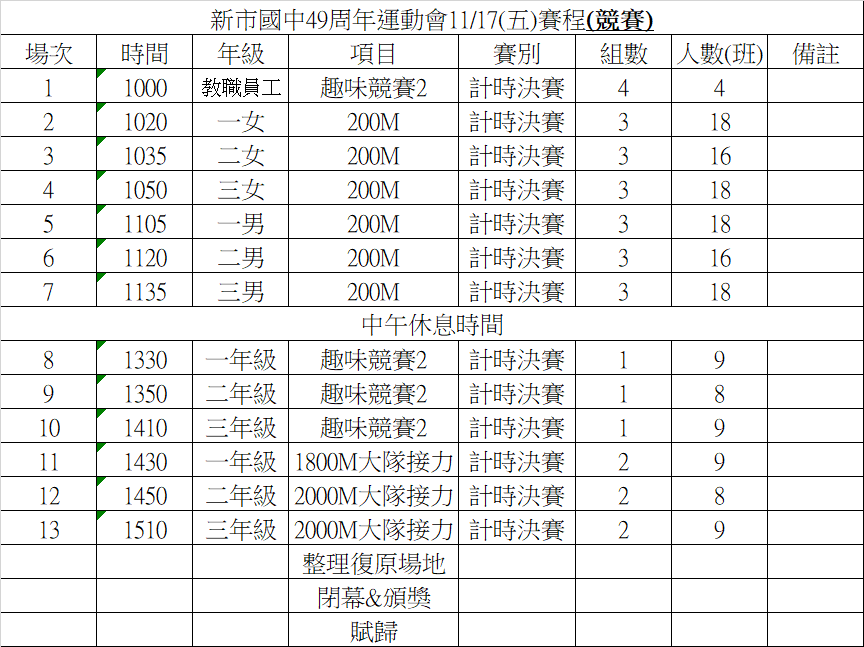 新市國中49周年運動會11/17(五)賽程(競賽)
場次 時間 年級 項目 賽別 組數 人數(班) 備註
1 1000 教職員工 趣味競賽2 計時決賽 4 4
2 1020 一女 200M 計時決賽 3 18
3 1035 二女 200M 計時決賽 3 16
4 1050 三女 200M 計時決賽 3 18
5 1105 一男 200M 計時決賽 3 18
6 1120 二男 200M 計時決賽 3 16
7 1135 三男 200M 計時決賽 3 18
中午休息時間
8 1330 一年級 趣味競賽2 計時決賽 1 9
9 1350 二年級 趣味競賽2 計時決賽 1 8
10 1410 三年級 趣味競賽2 計時決賽 1 9
11 1430 一年級 1800M大隊接力 計時決賽 2 9
12 1450 二年級 2000M大隊接力 計時決賽 2 8
13 1510 三年級 2000M大隊接力 計時決賽 2 9
整理復原場地
閉幕&頒獎
賦歸